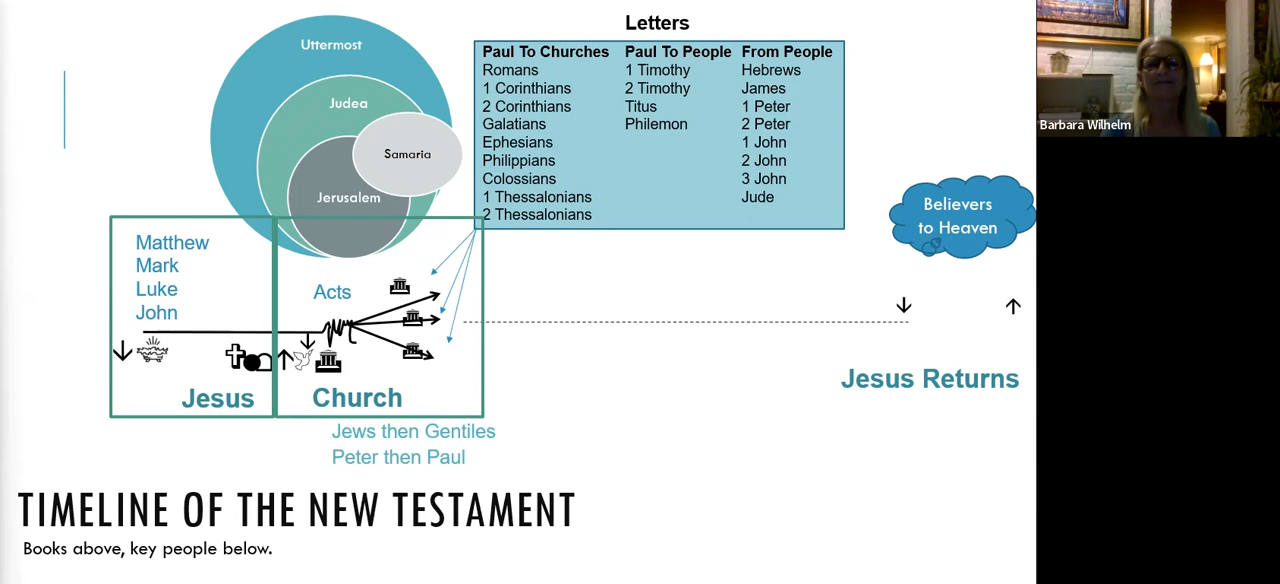 Letters
Uttermost
Judea
Samaria
Jerusalem
Paul To Churches
Romans
1 Corinthians
2 Corinthians
Galatians
Ephesians
Philippians
Colossians
1 Thessalonians
2 Thessalonians
Paul To People
1 Timothy
2 Timothy
Titus
Philemon
From People
Hebrews
James
1 Peter
2 Peter
1 John
2 John
3 John
Jude
Barbara Wilhelm
Believers
to Heaven
Matthew
Mark
Luke
John
Acts
Jesus
Church
Jesus Returns
Jews then Gentiles
Peter then Paul
TIMELINE OF THE NEW TESTAMENT
Books above, key people below.